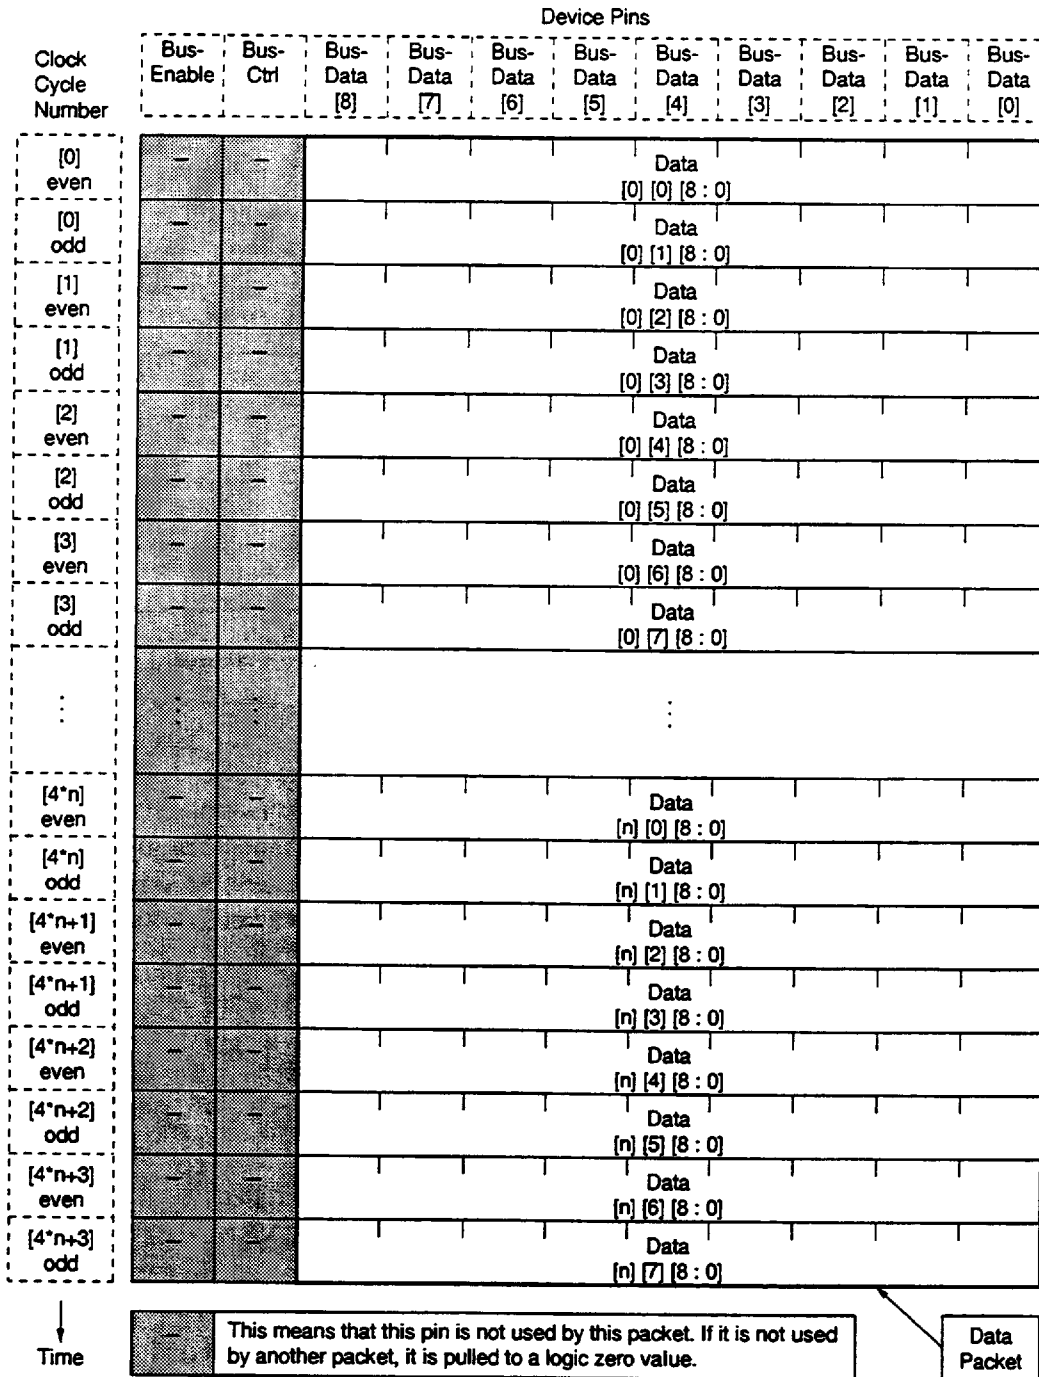 Device Pins
Clock
Cycle
Number
Bus-
Enable
Bus-
Ctrl
Bus-
Data
[8]
Bus-
Data
[7]
Bus-
Data
[6]
Bus-
Data
[5]
Bus-
Data
[4]
Bus-
Data
[3]
Bus-
Data
[2]
Bus-
Data
[1]
Bus-
Data
[0]
[0]
even
– –
Data
[0] [0] [8 : 0]
[0]
odd
– –
Data
[0] [1] [8 : 0]
[1]
even
– –
Data
[0] [2] [8 : 0]
[1]
odd
– –
Data
[0] [3] [8 : 0]
[2]
even
– –
Data
[0] [4] [8 : 0]
[2]
odd
– –
Data
[0] [5] [8 : 0]
[3]
even
– –
Data
[0] [6] [8 : 0]
[3]
odd
– –
Data
[0] [7] [8 : 0]
[4*n]
even
– –
Data
[n] [0] [8 : 0]
[4*n]
odd
– –
Data
[n] [1] [8 : 0]
[4*n+1]
even
– –
Data
[n] [2] [8 : 0]
[4*n+1]
odd
– –
Data
[n] [3] [8 : 0]
[4*n+2]
even
– –
Data
[n] [4] [8 : 0]
[4*n+2]
odd
– –
Data
[n] [5] [8 : 0]
[4*n+3]
even
– –
Data
[n] [6] [8 : 0]
[4*n+3]
odd
– –
Data
[n] [7] [8 : 0]
Time
–
This means that this pin is not used by this packet. If it is not used
by another packet, it is pulled to a logic zero value.
Data
Packet